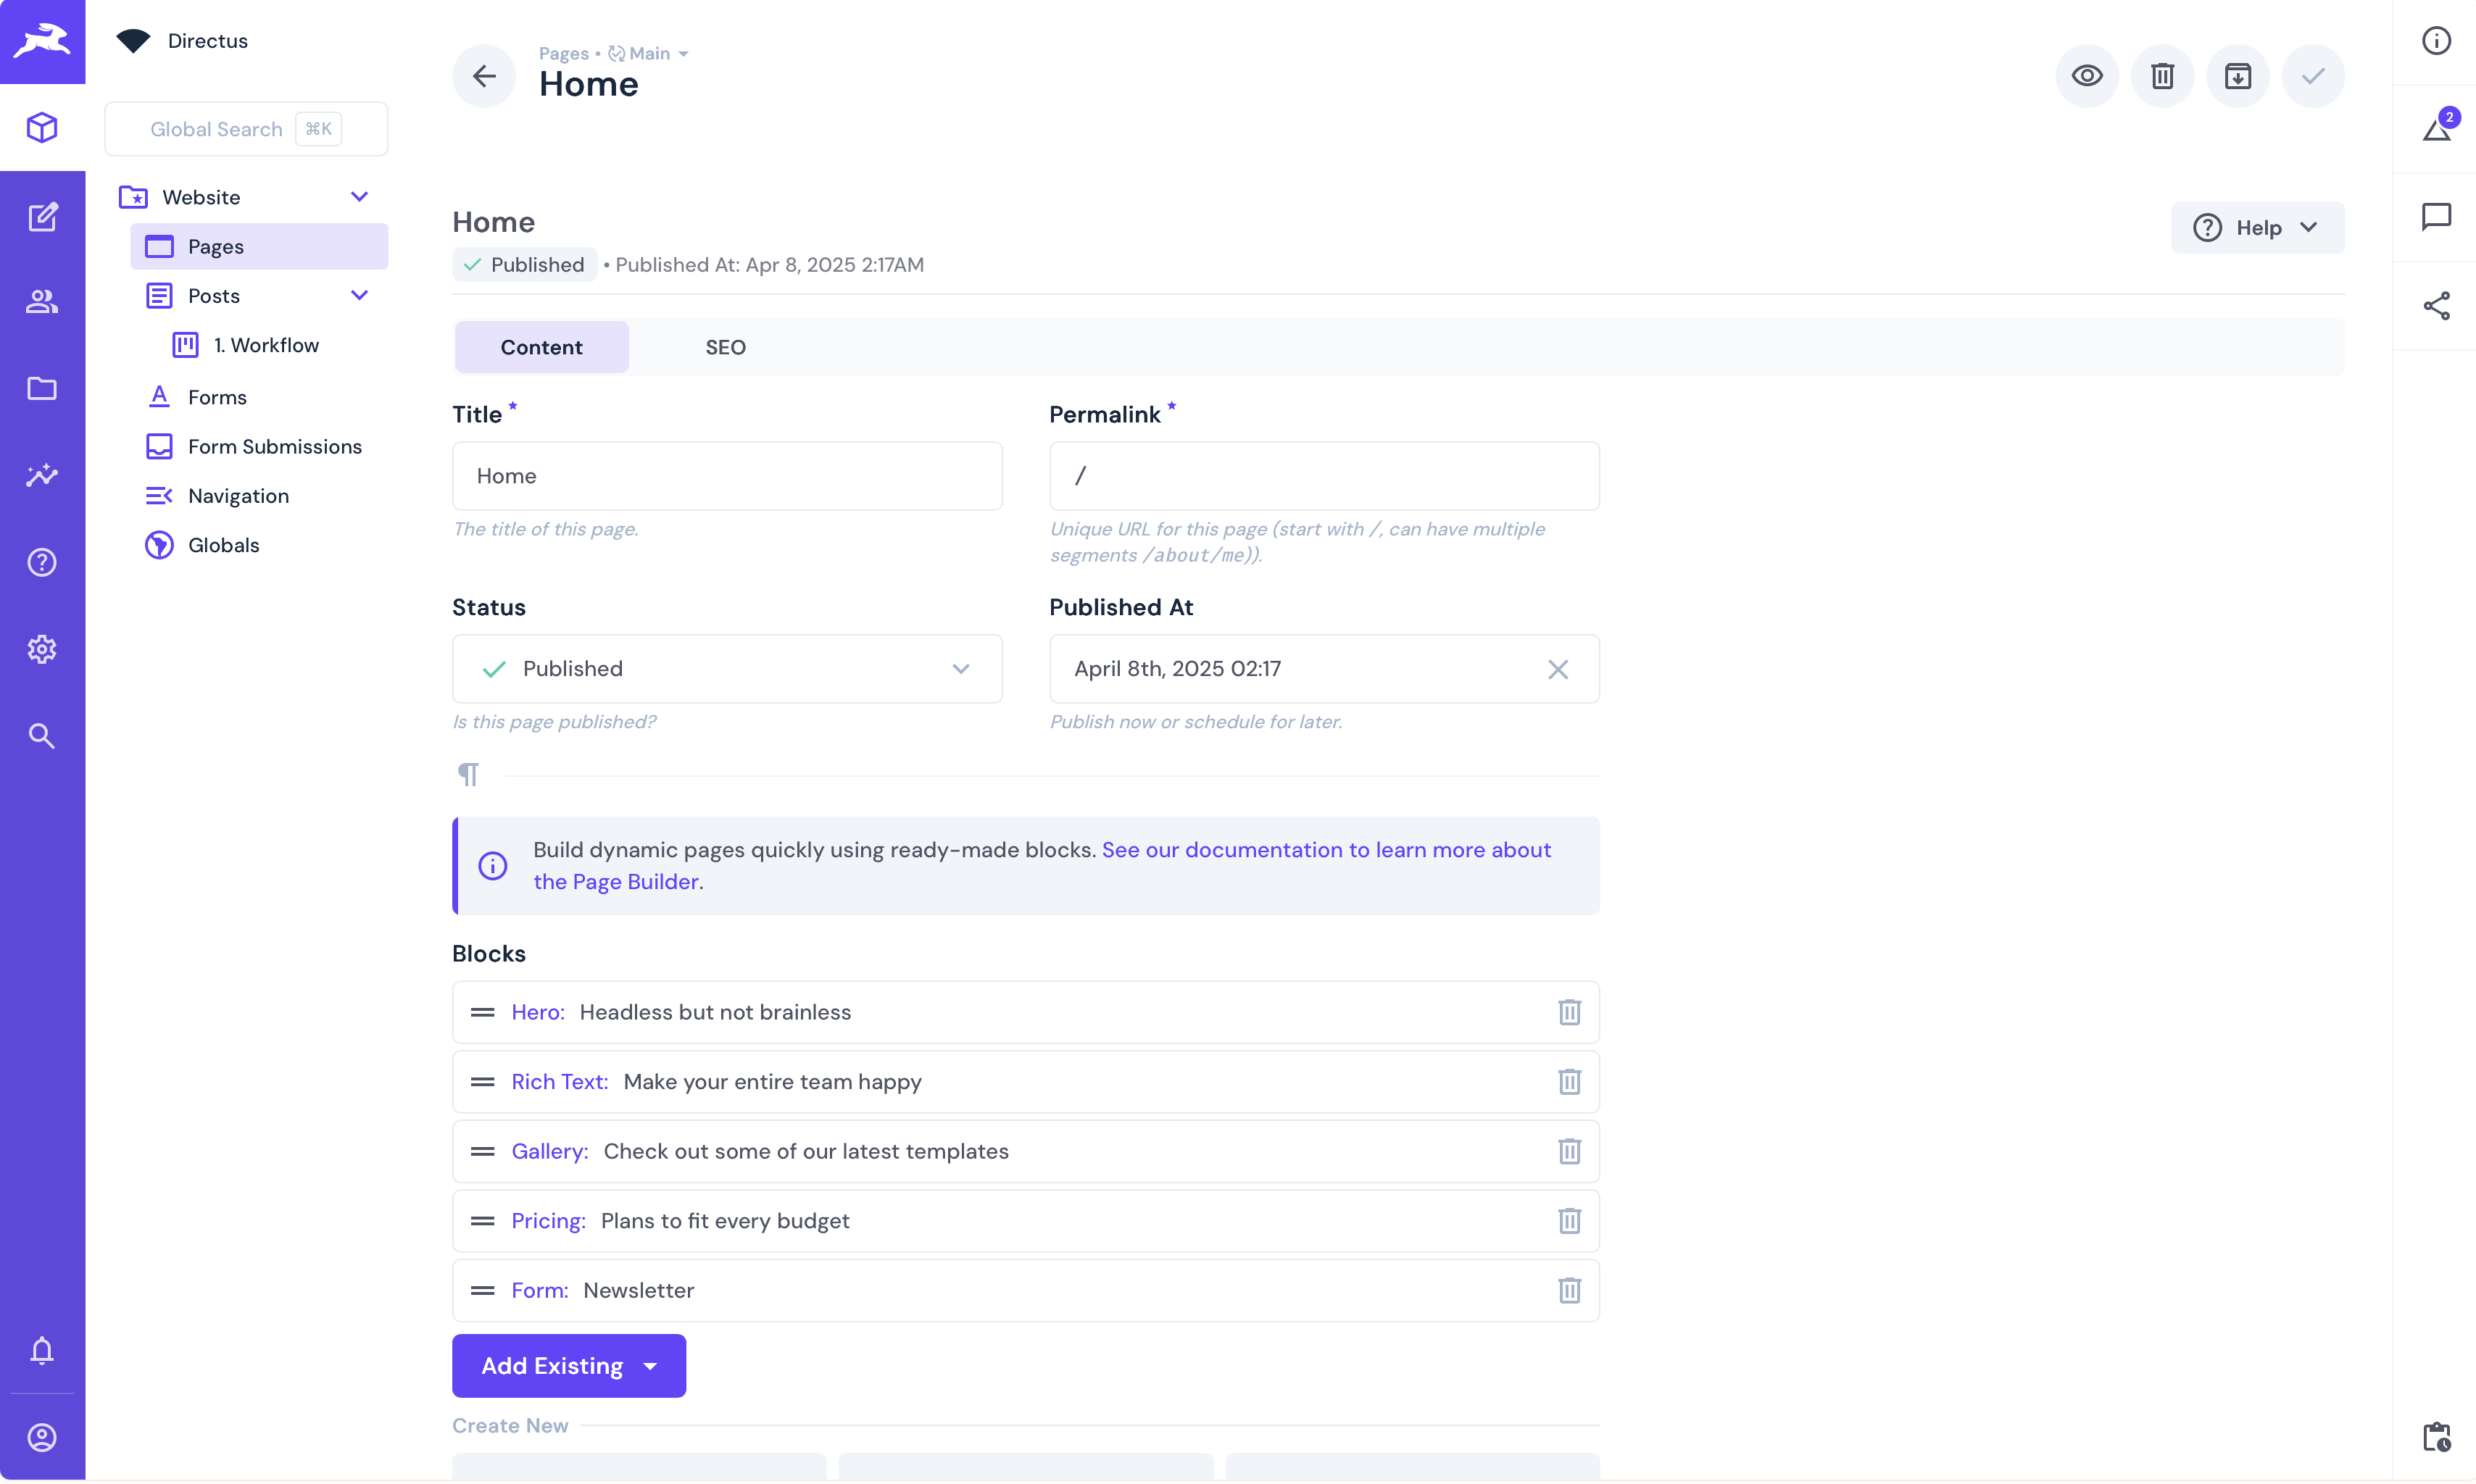 Directus
Global Search ⌘K
Website
Pages
Posts
1. Workflow
Forms
Form Submissions
Navigation
Globals
Pages • Main
Home
2
Home
Help
Published • Published At: Apr 8, 2025 2:17AM
Content SEO
Title * Permalink *
Home /
The title of this page. Unique URL for this page (start with /, can have multiple
segments /about/me)).
Status Published At
Published April 8th, 2025 02:17
Is this page published? Publish now or schedule for later.
Build dynamic pages quickly using ready-made blocks. See our documentation to learn more about
the Page Builder.
Blocks
Hero: Headless but not brainless
Rich Text: Make your entire team happy
Gallery: Check out some of our latest templates
Pricing: Plans to fit every budget
Form: Newsletter
Add Existing
Create New